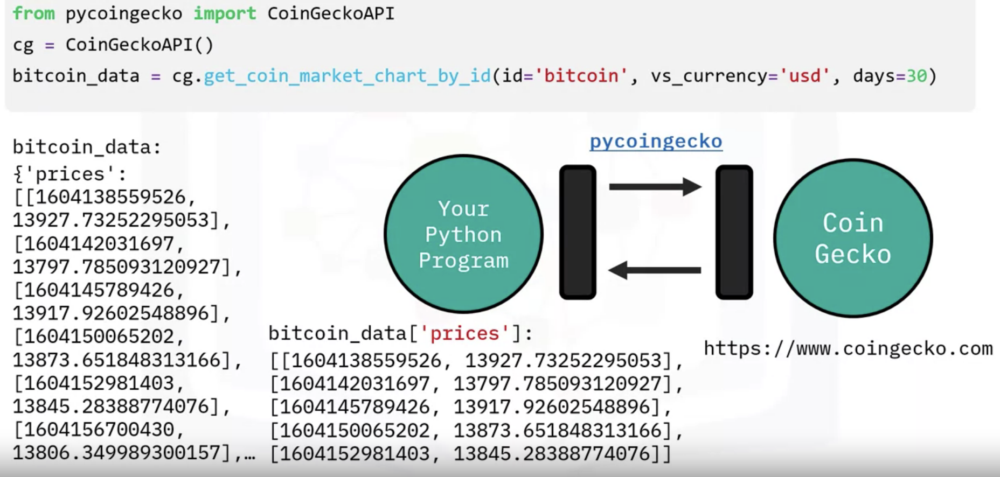 from pycoingecko import CoinGeckoAPI
cg = CoinGeckoAPI()
bitcoin_data = cg.get_coin_market_chart_by_id(id='bitcoin', vs_currency='usd', days=30)
bitcoin_data:
{'prices':
[[1604138559526,
13927.73252295053],
[1604142031697,
13797.785093120927],
[1604145789426,
13917.92602548896],
[1604150065202,
13873.651848313166],
[1604152981403,
13845.28388774076],
[1604156700430,
13806.349989300157],…
pycoingecko
Your
Python
Program
Coin
Gecko
https://www.coingecko.com
bitcoin_data['prices']:
[[1604138559526, 13927.73252295053],
[1604142031697, 13797.785093120927],
[1604145789426, 13917.92602548896],
[1604150065202, 13873.651848313166],
[1604152981403, 13845.28388774076]]